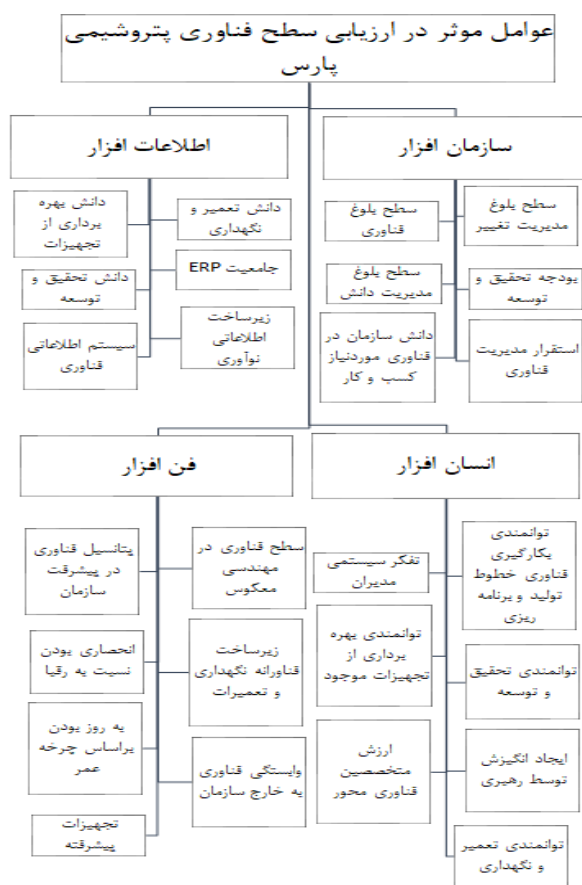 عوامل موثر در ارزیابی سطح فناوری پتروشیمی
پارس
سازمان افزار
سطح بلوغ
مدیریت تغییر
سطح بلوغ
فناوری
بودجه تحقیق و
توسعه
سطح بلوغ
مدیریت دانش
استقرار مدیریت
فناوری
دانش سازمان در
فناوری موردنیاز
کسب و کار
اطلاعات افزار
دانش تعمیر و
نگهداری
دانش بهره
برداری از
تجهیزات
جامعیت ERP
دانش تحقیق و
توسعه
زیرساخت
اطلاعاتی
نوآوری
سیستم اطلاعاتی
فناوری
انسان افزار
توانمندی
بکارگیری
فناوری خطوط
تولید و برنامه
ریزی
تفکر سیستمی
مدیران
توانمندی تحقیق
و توسعه
توانمندی بهره
برداری از
تجهیزات موجود
ایجاد انگیزش
توسط رهبری
ارزش
متخصصین
فناوری محور
توانمندی تعمیر
و نگهداری
فن افزار
سطح فناوری در
مهندسی
معکوس
پتانسیل فناوری
در پیشرفت
سازمان
زیرساخت
فناورانه نگهداری
و تعمیرات
انحصاری بودن
نسبت به رقبا
وابستگی فناوری
به خارج سازمان
به روز بودن
براساس چرخه
عمر
تجهیزات
پیشرفته